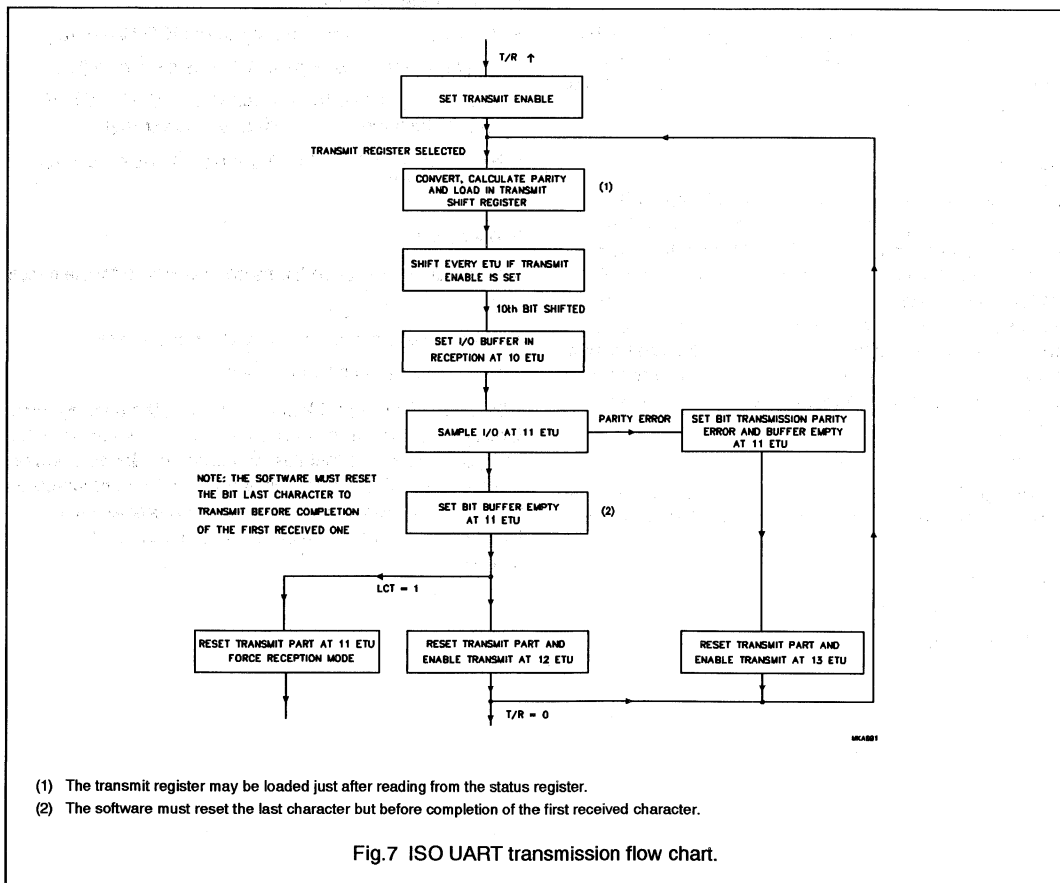 T/R ↑
SET TRANSMIT ENABLE
TRANSMIT REGISTER SELECTED
CONVERT, CALCULATE PARITY
AND LOAD IN TRANSMIT
SHIFT REGISTER
(1)
SHIFT EVERY ETU IF TRANSMIT
ENABLE IS SET
10th BIT SHIFTED
SET I/O BUFFER IN
RECEPTION AT 10 ETU
SAMPLE I/O AT 11 ETU
PARITY ERROR
SET BIT TRANSMISSION PARITY
ERROR AND BUFFER EMPTY
AT 11 ETU
NOTE: THE SOFTWARE MUST RESET
THE BIT LAST CHARACTER TO
TRANSMIT BEFORE COMPLETION
OF THE FIRST RECEIVED ONE
SET BIT BUFFER EMPTY
AT 11 ETU
(2)
LCT = 1
RESET TRANSMIT PART AT 11 ETU
FORCE RECEPTION MODE
RESET TRANSMIT PART AND
ENABLE TRANSMIT AT 12 ETU
RESET TRANSMIT PART AND
ENABLE TRANSMIT AT 13 ETU
T/R = 0
(1) The transmit register may be loaded just after reading from the status register.
(2) The software must reset the last character but before completion of the first received character.
Fig.7 ISO UART transmission flow chart.